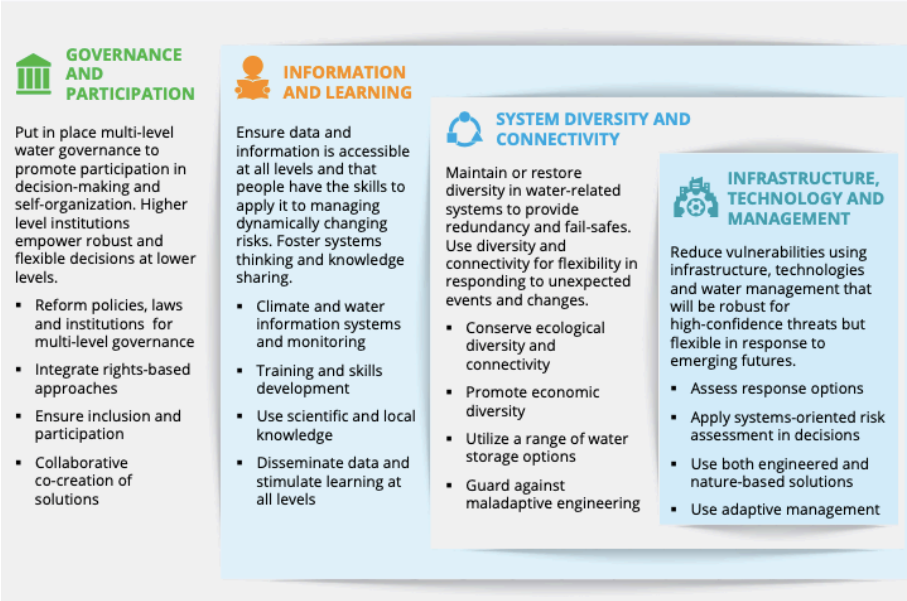 GOVERNANCE
AND
PARTICIPATION
Put in place multi-level
water governance to
promote participation in
decision-making and
self-organization. Higher
level institutions
empower robust and
flexible decisions at lower
levels.
▪ Reform policies, laws
and institutions for
multi-level governance
▪ Integrate rights-based
approaches
▪ Ensure inclusion and
participation
▪ Collaborative
co-creation of
solutions
INFORMATION
AND LEARNING
Ensure data and
information is accessible
at all levels and that
people have the skills to
apply it to managing
dynamically changing
risks. Foster systems
thinking and knowledge
sharing.
▪ Climate and water
information systems
and monitoring
▪ Training and skills
development
▪ Use scientific and local
knowledge
▪ Disseminate data and
stimulate learning at
all levels
SYSTEM DIVERSITY AND
CONNECTIVITY
Maintain or restore
diversity in water-related
systems to provide
redundancy and fail-safes.
Use diversity and
connectivity for flexibility in
responding to unexpected
events and changes.
▪ Conserve ecological
diversity and
connectivity
▪ Promote economic
diversity
▪ Utilize a range of water
storage options
▪ Guard against
maladaptive engineering
INFRASTRUCTURE,
TECHNOLOGY AND
MANAGEMENT
Reduce vulnerabilities using
infrastructure, technologies
and water management that
will be robust for
high-confidence threats but
flexible in response to
emerging futures.
▪ Assess response options
▪ Apply systems-oriented risk
assessment in decisions
▪ Use both engineered and
nature-based solutions
▪ Use adaptive management